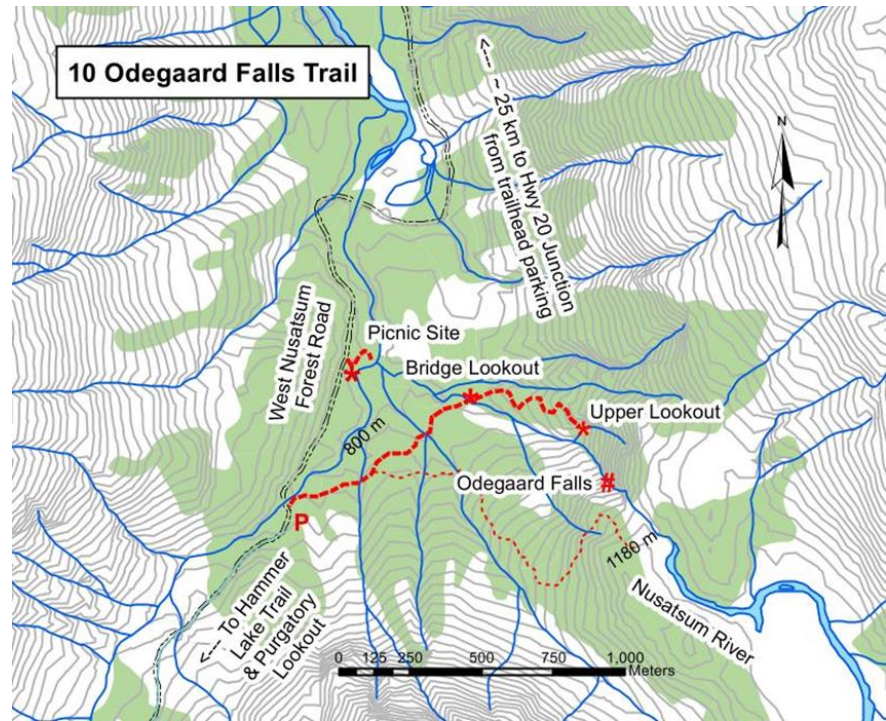 10 Odegaard Falls Trail
<---- ~ 25 km to Hwy 20 Junction
from trailhead parking
N
West Nusatsum
Forest Road
Picnic Site
Bridge Lookout
Upper Lookout
800 m
Odegaard Falls #
P
1180 m
Nusatsum River
<---- To Hammer
Lake Trail
& Purgatory
Lookout
0 125 250 500 750 1,000
Meters